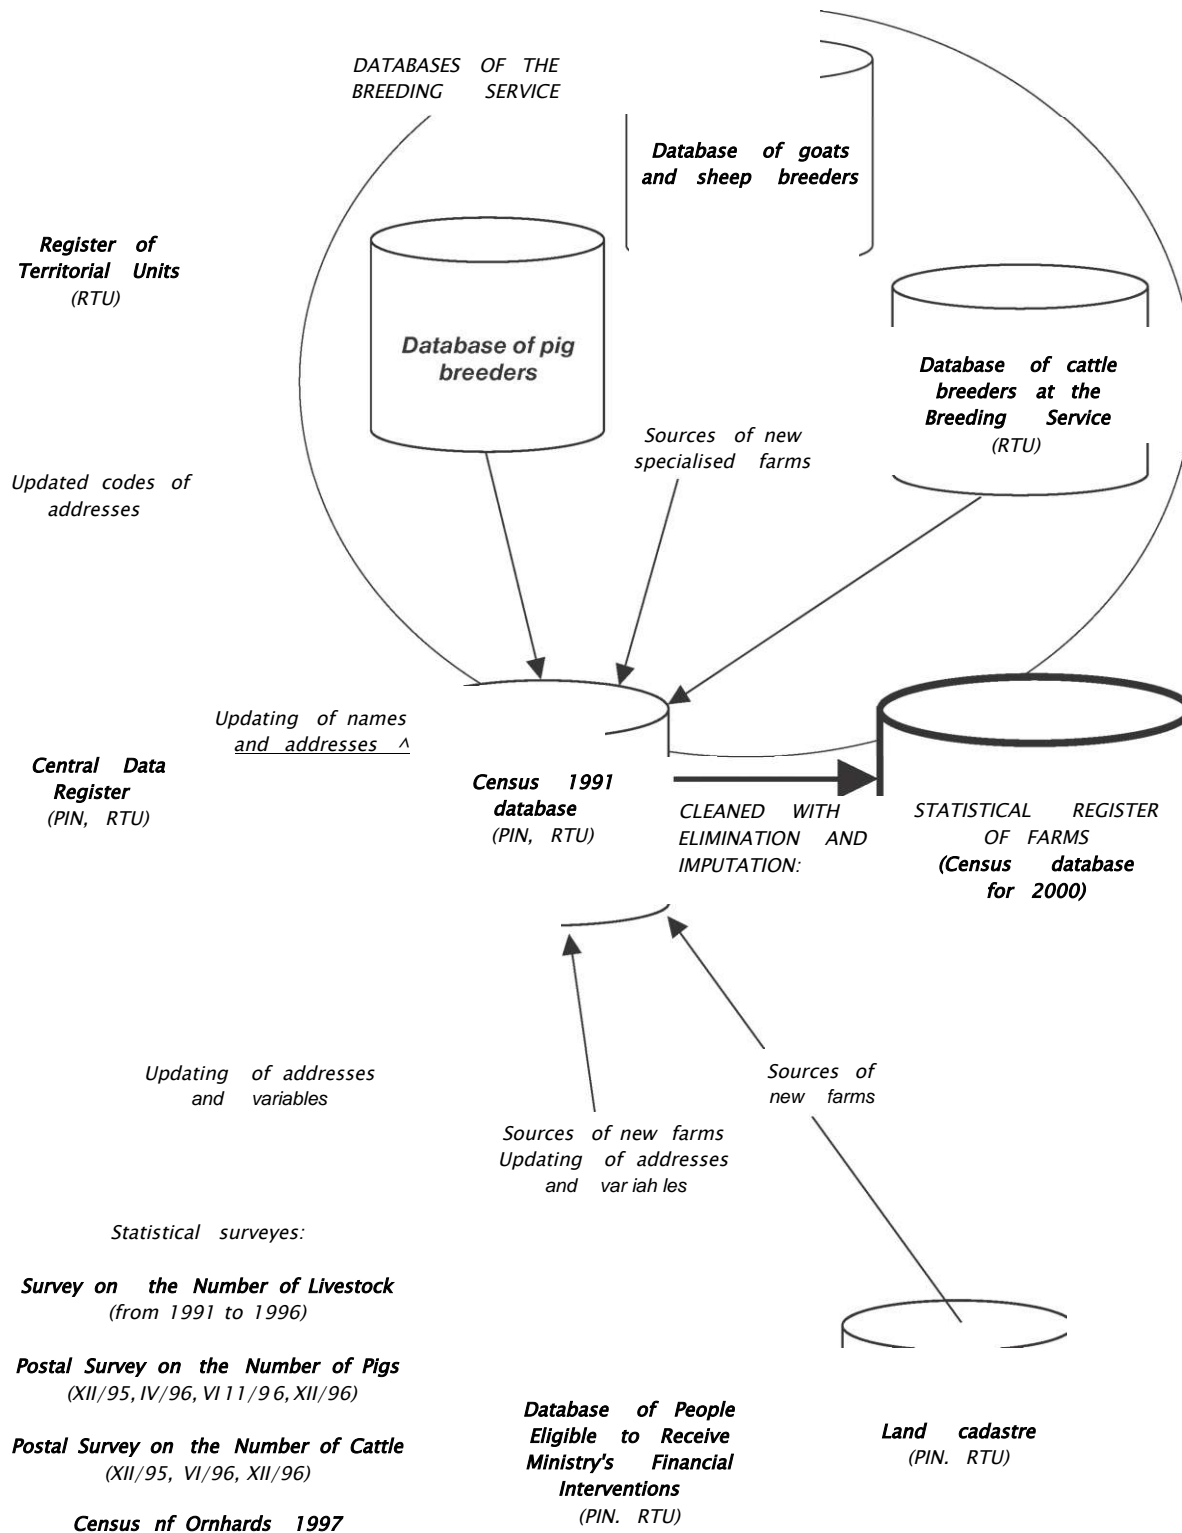 DATABASES OF THE
BREEDING SERVICE
Database of goats
and sheep breeders
Register of
Territorial Units
(RTU)
Database of pig
breeders
Database of cattle
breeders at the
Breeding Service
(RTU)
Sources of new
specialised farms
Updated codes of
addresses
Updating of names
and addresses ^
Central Data
Register
(PIN, RTU)
Census 1991
database
(PIN, RTU)
CLEANED WITH
ELIMINATION AND
IMPUTATION:
STATISTICAL REGISTER
OF FARMS
(Census database
for 2000)
Updating of addresses
and variables
Sources of
new farms
Sources of new farms
Updating of addresses
and var iah les
Statistical surveyes:
Survey on the Number of Livestock
(from 1991 to 1996)
Postal Survey on the Number of Pigs
(XII/95, IV/96, VI 11/9 6, XII/96)
Postal Survey on the Number of Cattle
(XII/95, VI/96, XII/96)
Census nf Ornhards 1997
Database of People
Eligible to Receive
Ministry's Financial
Interventions
(PIN. RTU)
Land cadastre
(PIN. RTU)